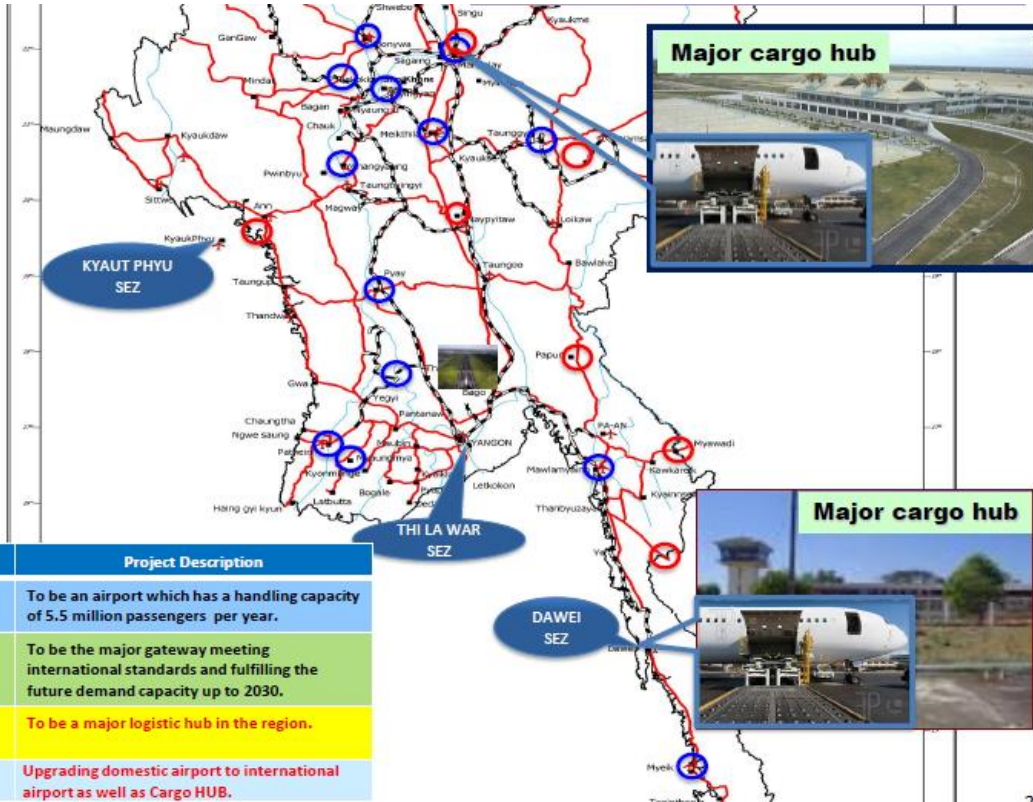 Shwebo
Singu
Kyaukme
GanGaw
Sagaing
Mindat
Bagan
Chauk
Meikthila
Taunggyi
Maungdaw
Kyaukdaw
Pwinbyu
Sittwe
Magway
Ann
Naypyitaw
Loikaw
KyaukPhyu
Bawlake
Taungoo
Pyay
Taungup
Thandwe
Papun
Gwa
Yegyi
Bago
Pantanaw
Chaungtha
Ngwe saung
Pathein
Maubin
YANGON
PA-AN
Myawadi
Kawkareik
Mawlamyaing
Bogale
Labutta
Letkokon
Haing gyi kyun
Thanbyuzayat
Myeik
Major cargo hub
KYAUT PHYU
SEZ
THI LA WAR
SEZ
Major cargo hub
DAWEI
SEZ
Project Description
To be an airport which has a handling capacity
of 5.5 million passengers per year.
To be the major gateway meeting
international standards and fulfilling the
future demand capacity up to 2030.
To be a major logistic hub in the region.
Upgrading domestic airport to international
airport as well as Cargo HUB.